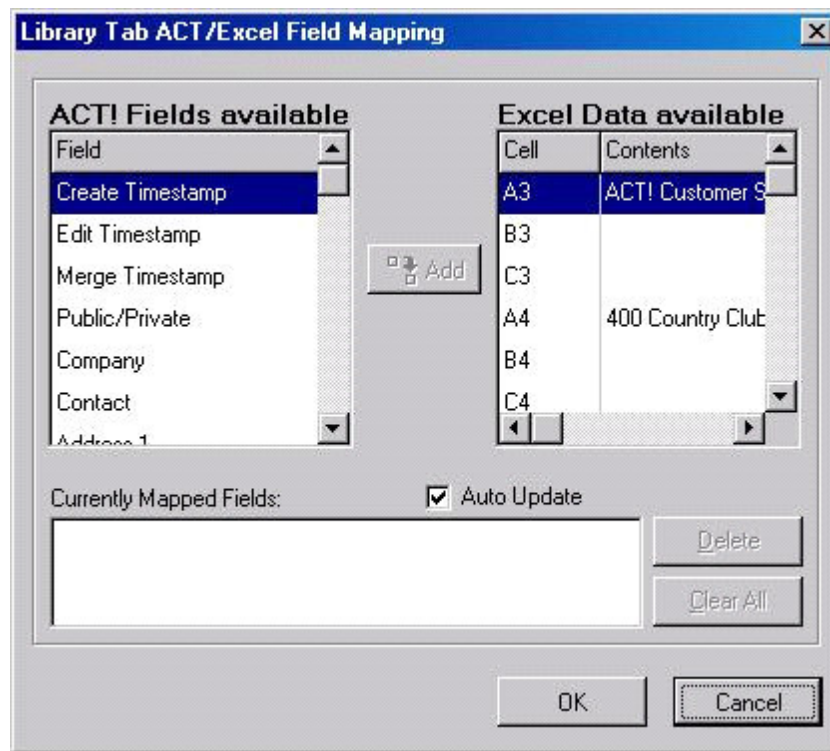 Library Tab ACT/Excel Field Mapping
ACT! Fields available
Excel Data available
Field
Cell Contents
Create Timestamp
A3 ACT! Customer S
Edit Timestamp
B3
Merge Timestamp
Add
C3
Public/Private
A4 400 Country Club
Company
B4
Contact
C4
Address 1
Currently Mapped Fields:
Auto Update
Delete
Clear All
OK
Cancel